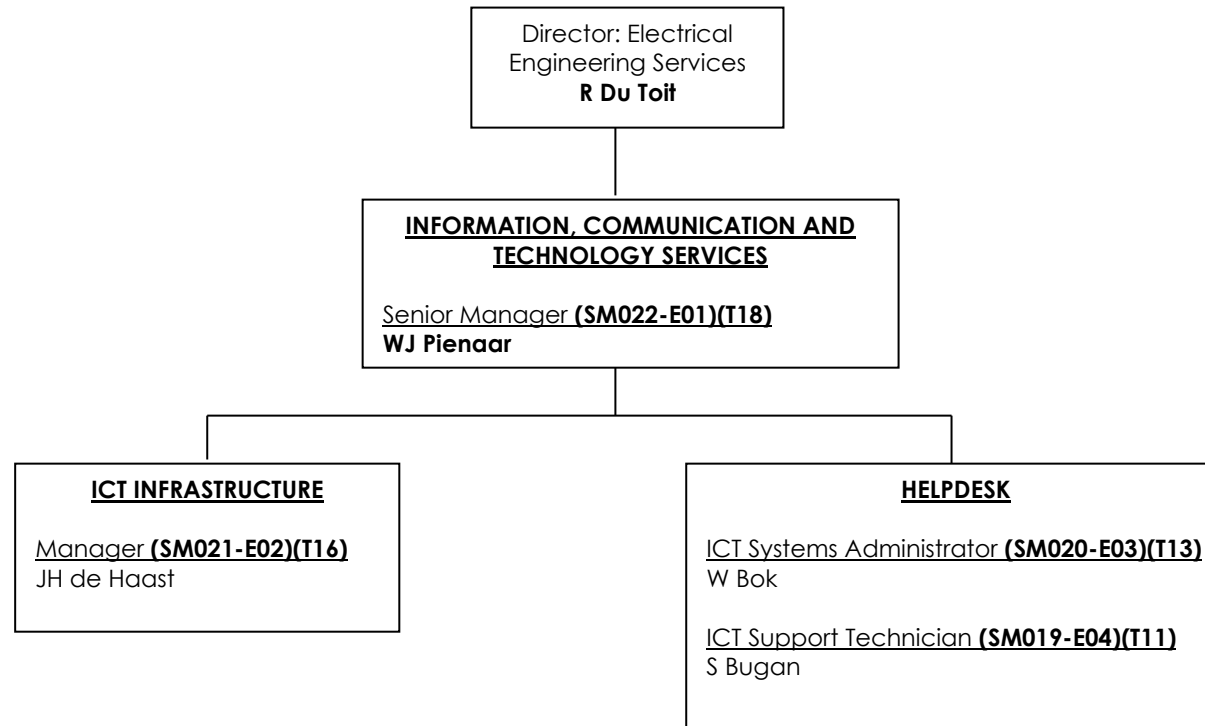 Director: Electrical
Engineering Services
R Du Toit
INFORMATION, COMMUNICATION AND
TECHNOLOGY SERVICES
Senior Manager (SM022-E01)(T18)
WJ Pienaar
ICT INFRASTRUCTURE
Manager (SM021-E02)(T16)
JH de Haast
HELPDESK
ICT Systems Administrator (SM020-E03)(T13)
W Bok
ICT Support Technician (SM019-E04)(T11)
S Bugan